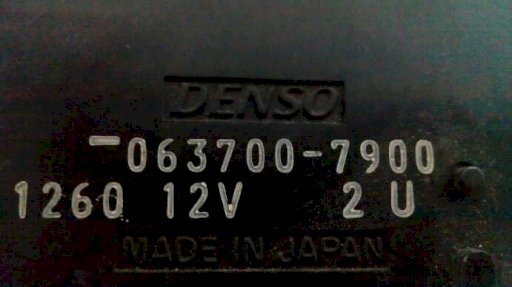 DENSO
-063700-7900
1260 12V 2 U
MADE IN JAPAN